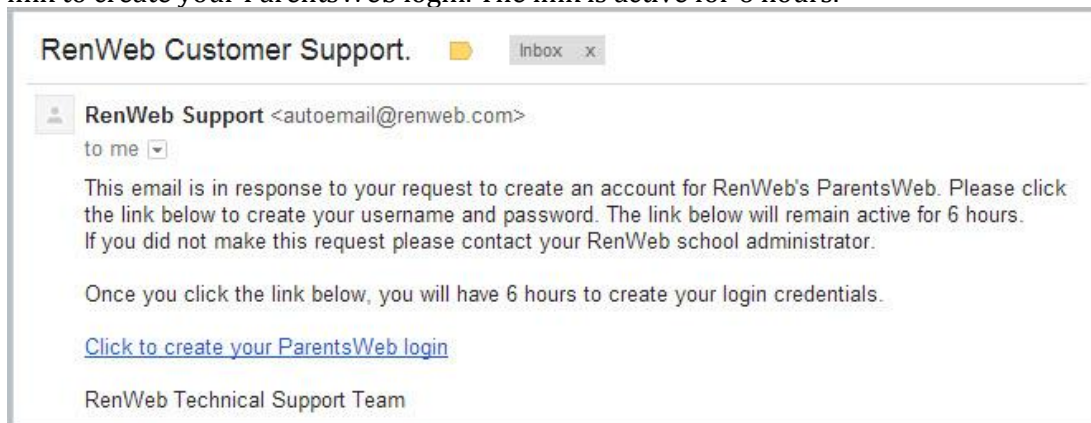 link to create your ParentsWeb login. The link is active for 6 hours.
RenWeb Customer Support.
Inbox x
RenWeb Support <autoemail@renweb.com>
to me
This email is in response to your request to create an account for RenWeb's ParentsWeb. Please click
the link below to create your username and password. The link below will remain active for 6 hours.
If you did not make this request please contact your RenWeb school administrator.
Once you click the link below, you will have 6 hours to create your login credentials.
Click to create your ParentsWeb login
RenWeb Technical Support Team